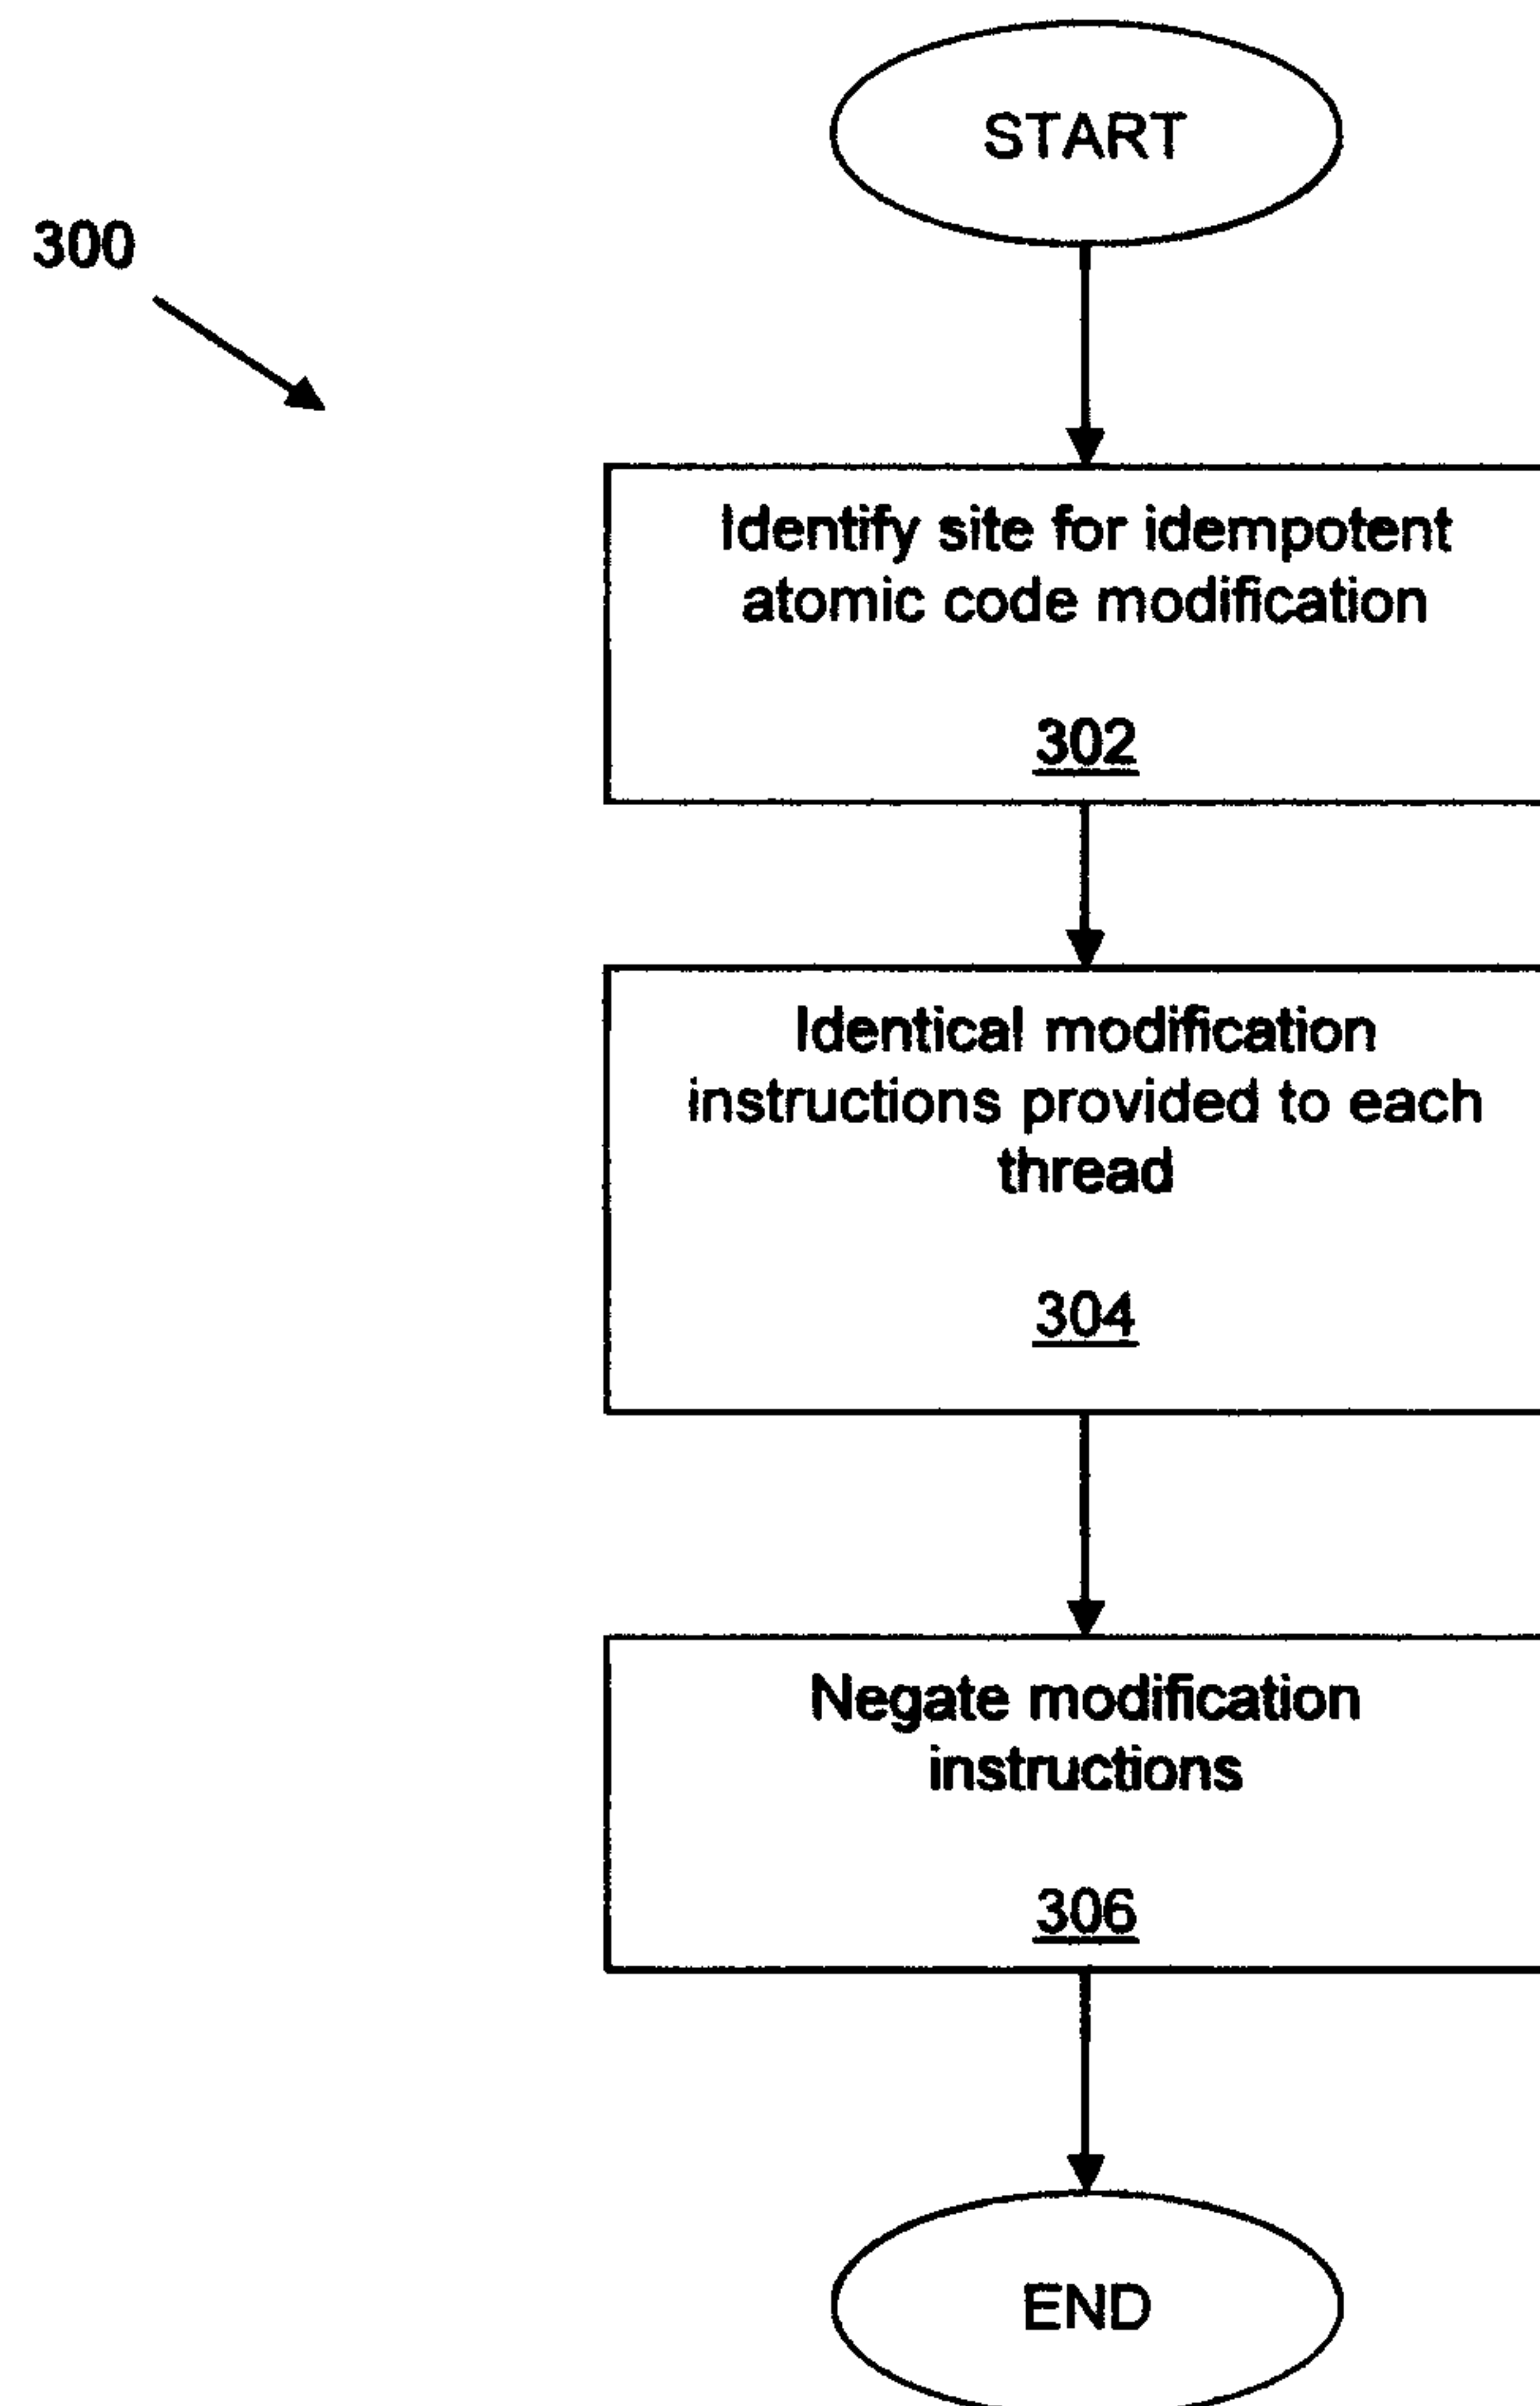 START
300
Identify site for idempotent
atomic code modification
302
Identical modification
instructions provided to each
thread
304
Negate modification
instructions
306
END